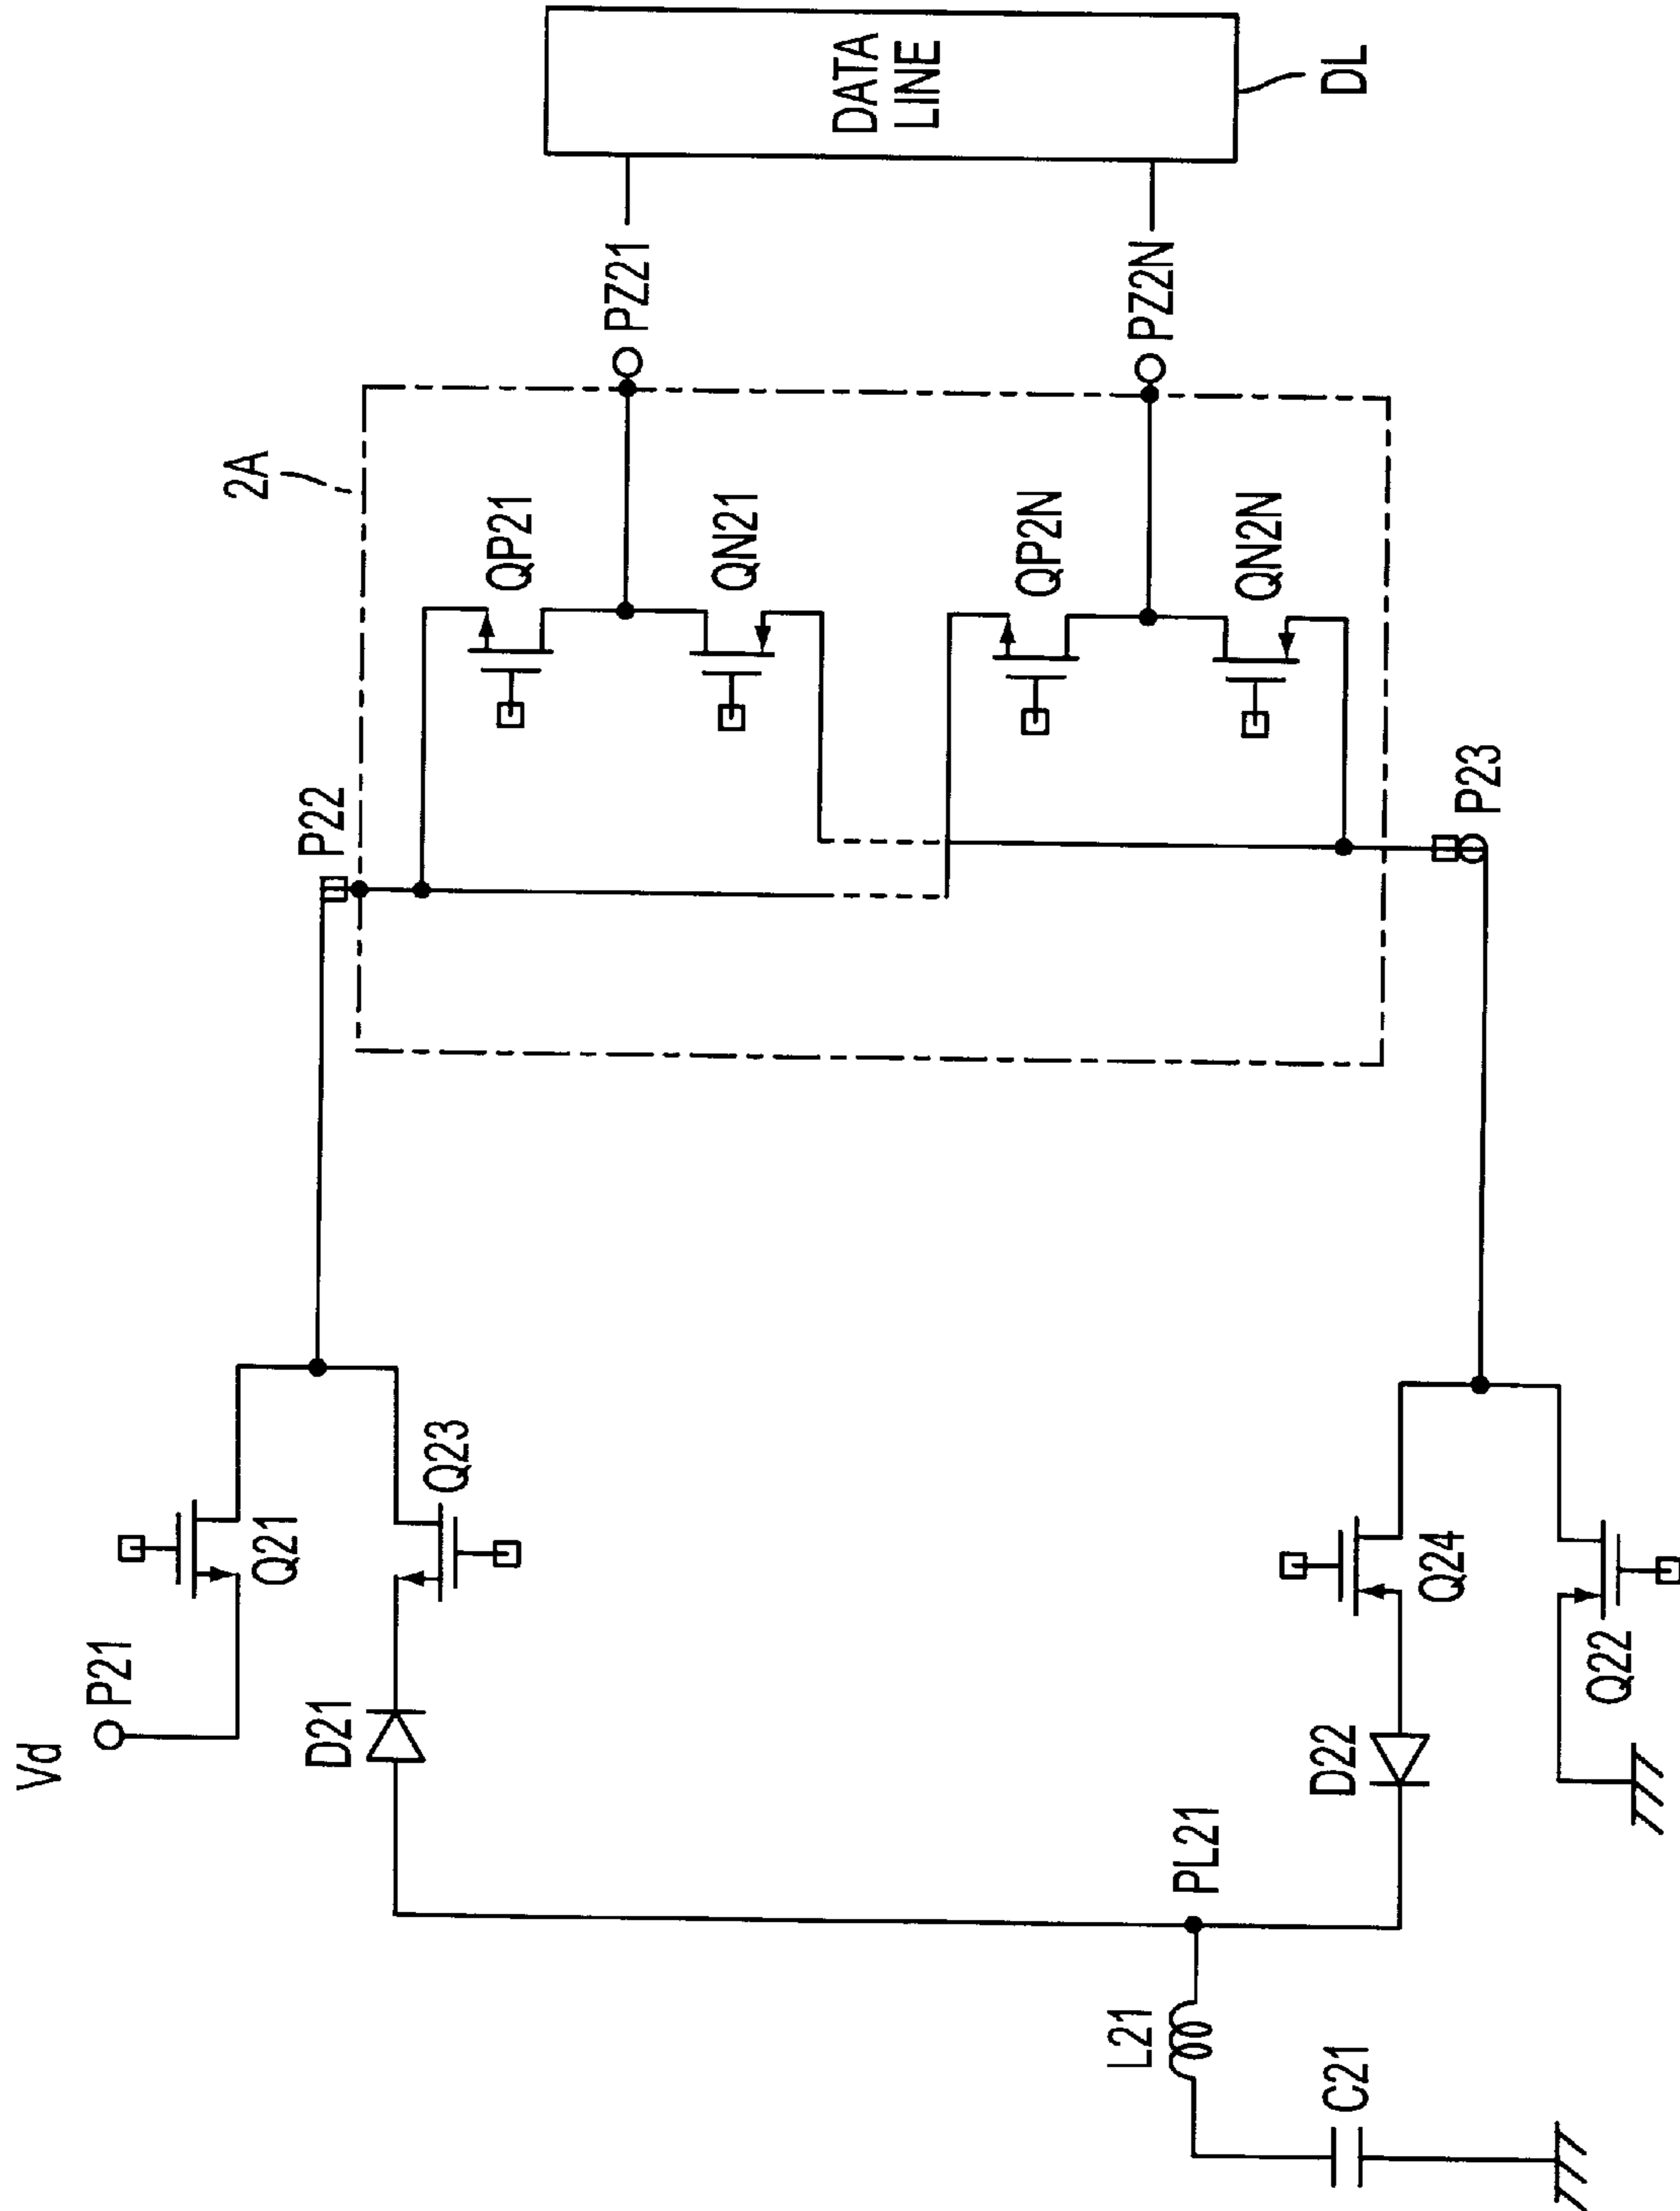 Vd
P21
Q21
D21
Q23
P22
2A
QP21
QN21
PZ21
QP2N
QN2N
PZ2N
DATA
LINE
DL
P23
L21
PL21
C21
D22
Q24
Q22